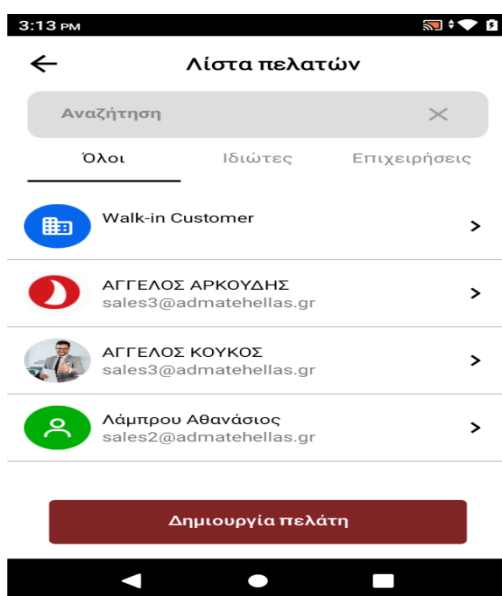 3:13 PM
Λίστα πελατών
Αναζήτηση
Όλοι Ιδιώτες Επιχειρήσεις
Walk-in Customer
ΑΓΓΕΛΟΣ ΑΡΚΟΥΔΗΣ
sales3@admatehellas.gr
ΑΓΓΕΛΟΣ ΚΟΥΚΟΣ
sales3@admatehellas.gr
Λάμπρου Αθανάσιος
sales2@admatehellas.gr
Δημιουργία πελάτη